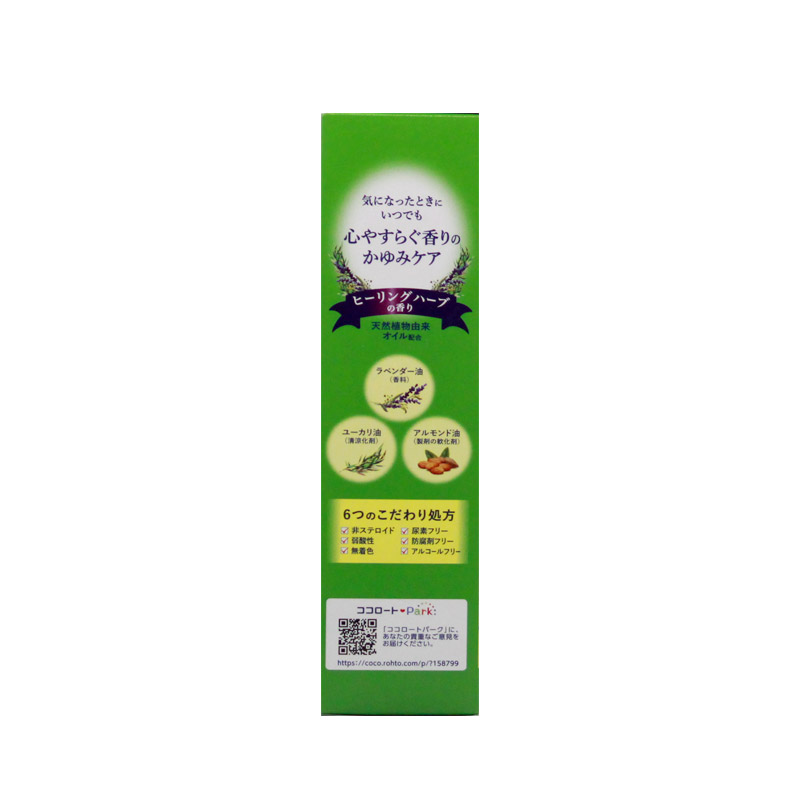 気になったときに
いつでも
心やすらぐ香りの
かゆみケア
ヒーリングハーブ
の香り
天然植物由来
オイル配合
ラベンダー油
(香料)
ユーカリ油
(清涼化剤)
アルモンド油
(製剤の軟化剤)
6つのこだわり処方
非ステロイド 尿素フリー
弱酸性 防腐剤フリー
無着色 アルコールフリー
ココロートPark
「ココロートパーク」に、
あなたの貴重なご意見を
お届けください。
https://coco.rohto.com/p/?158799